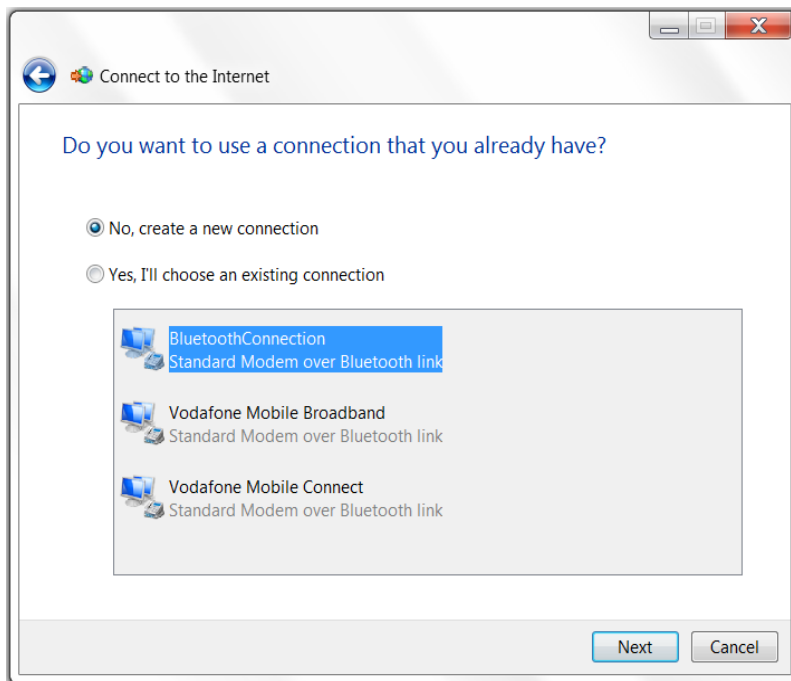 Connect to the Internet
Do you want to use a connection that you already have?
No, create a new connection
Yes, I'll choose an existing connection
BluetoothConnection
Standard Modem over Bluetooth link
Vodafone Mobile Broadband
Standard Modem over Bluetooth link
Vodafone Mobile Connect
Standard Modem over Bluetooth link
Next Cancel